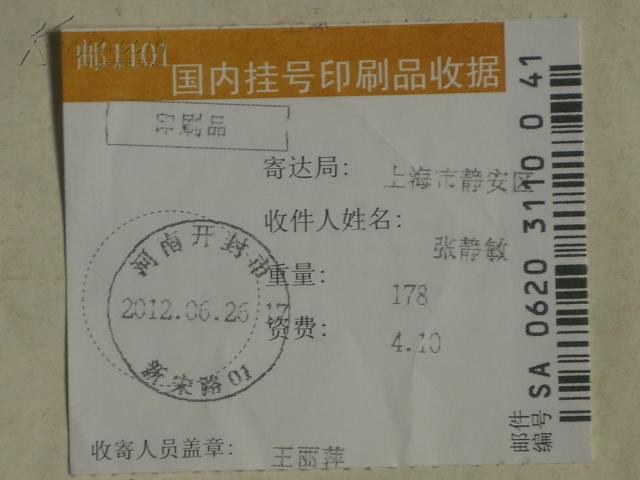 邮1101
国内挂号印刷品收据
印刷品
寄达局: 上海市静安区
收件人姓名: 张静敏
重量: 178
资费: 4.10
河南开封市
2012.06.26 17
新宋路01
收寄人员盖章: 王丽萍
邮件
编号 SA 0620 3110 0 41